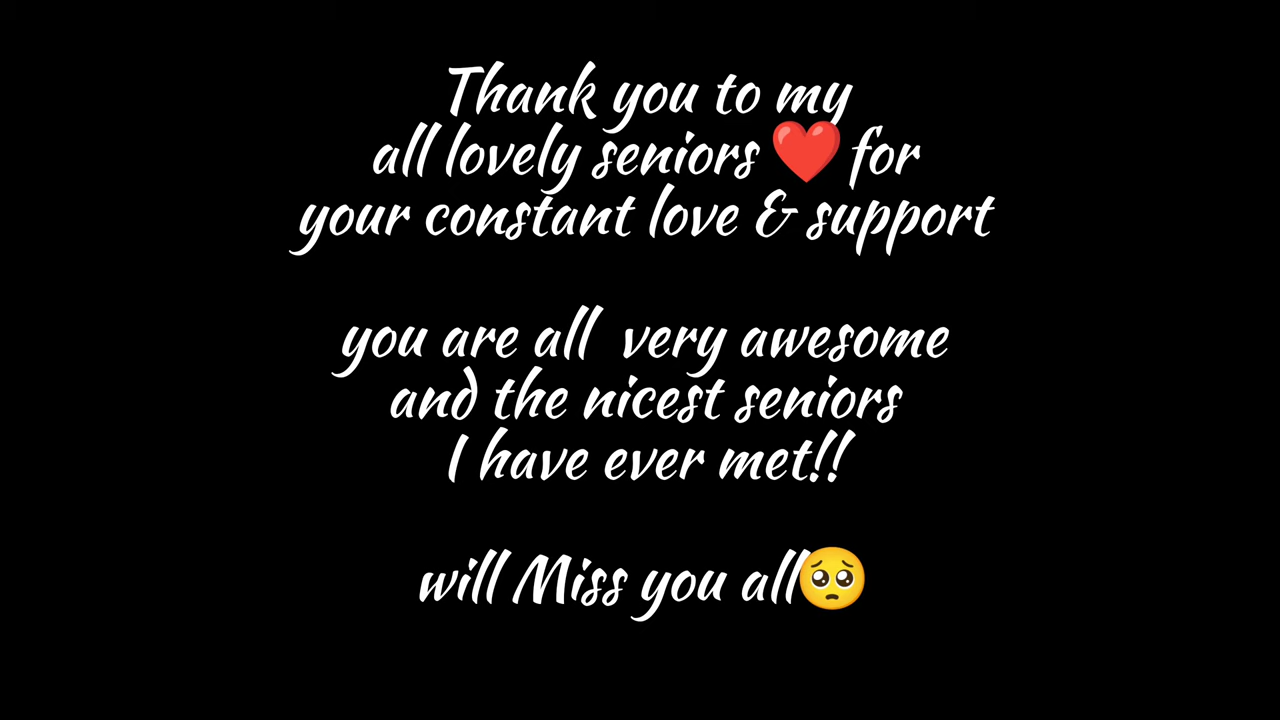 Thank you to my
all lovely seniors ❤️ for
your constant love & support
you are all  very awesome
and the nicest seniors
I have ever met!!
will Miss you all🥺